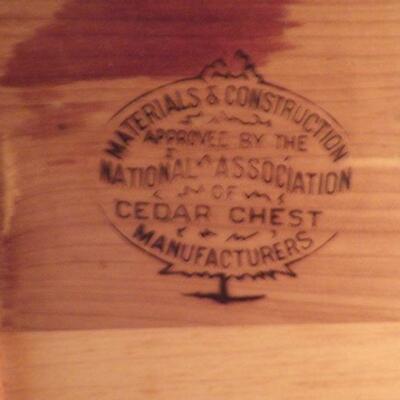 MATERIALS & CONSTRUCTION
APPROVED BY THE
NATIONAL ASSOCIATION
OF
CEDAR CHEST
MANUFACTURERS